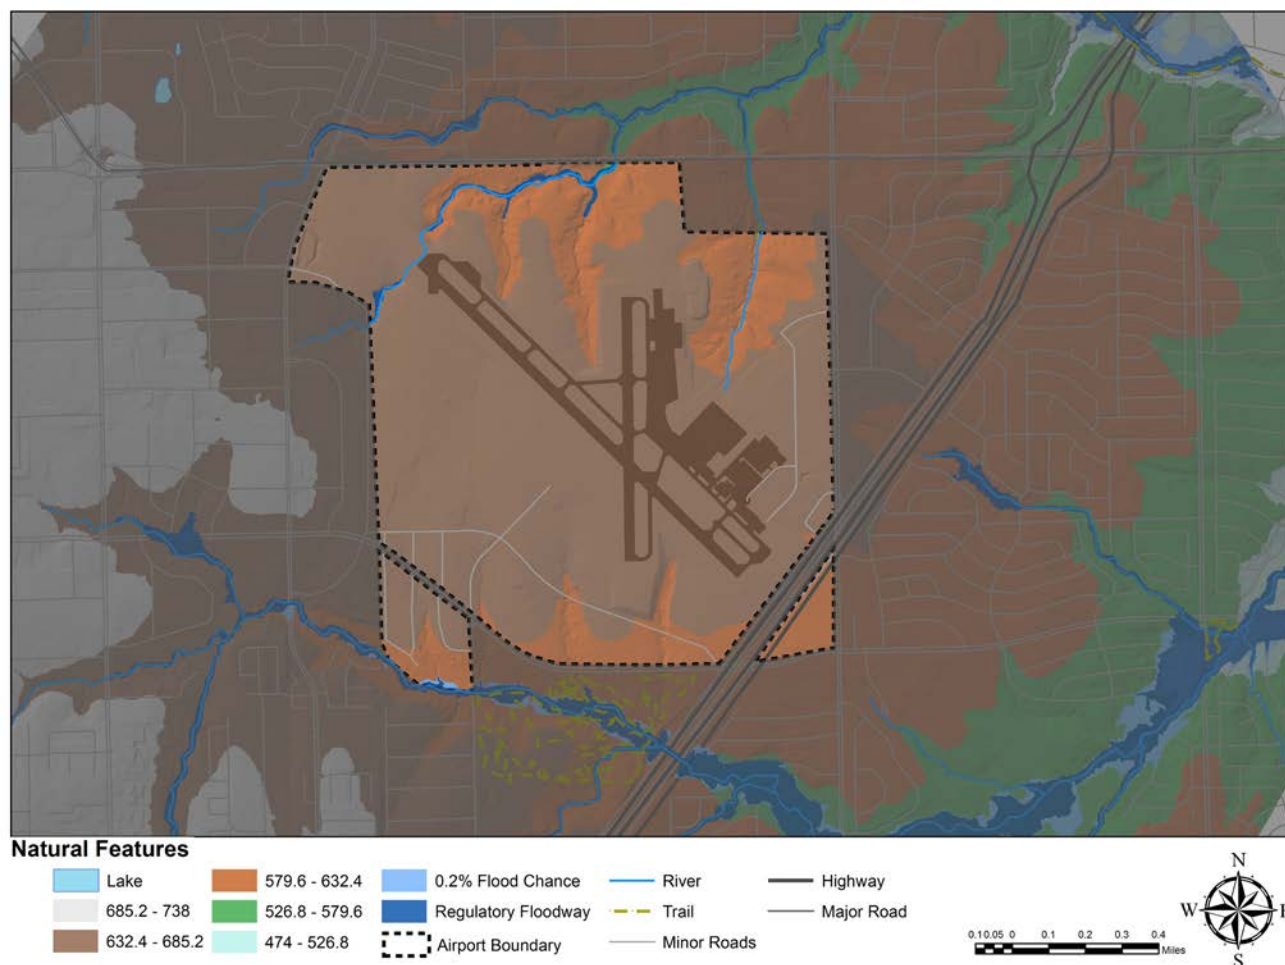 Natural Features
Lake
685.2 - 738
632.4 - 685.2
579.6 - 632.4
526.8 - 579.6
474 - 526.8
0.2% Flood Chance
Regulatory Floodway
Airport Boundary
River
Trail
Minor Roads
Highway
Major Road
0.10.05 0 0.1 0.2 0.3 0.4
Miles
N
W E
S